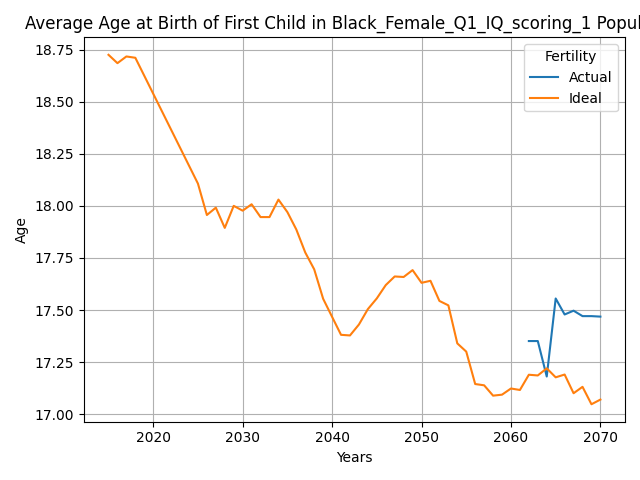 Average Age at Birth of First Child in Black_Female_Q1_IQ_scoring_1 Popul
Fertility
Actual
Ideal
18.75
18.50
18.25
18.00
17.75
17.50
17.25
17.00
Age
2020 2030 2040 2050 2060 2070
Years